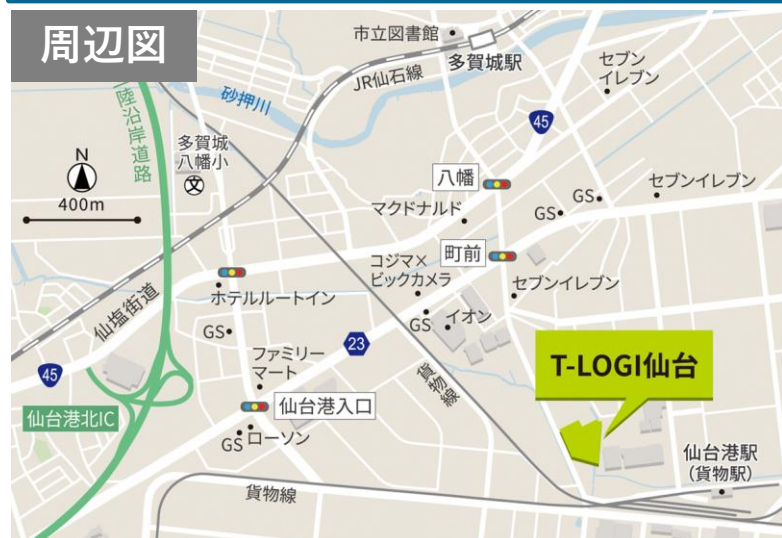 周辺図
市立図書館
多賀城駅
JR仙石線
セブン
イレブン
三陸沿岸道路
砂押川
多賀城
八幡小
文
N
400m
45
八幡
マクドナルド
GS
GS
セブンイレブン
町前
コジマ×
ビックカメラ
セブンイレブン
ホテルルートイン
仙塩街道
GS
GS
イオン
23
ファミリー
マート
貨物線
T-LOGI仙台
45
仙台港北IC
仙台港入口
GS
ローソン
仙台港駅
(貨物駅)
貨物線